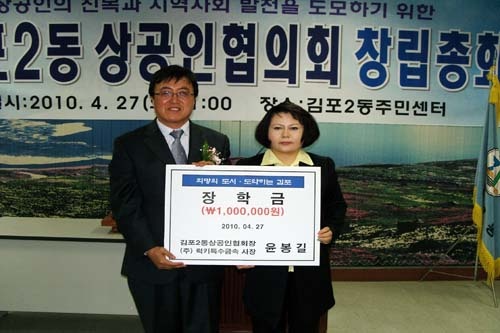 상공인의 친목과 지역사회 발전을 도모하기 위한
포2동 상공인협의회 창립총회
2010. 4. 27 :00 장소: 김포2동주민센터
희망의 도시 · 도약하는 김포
장 학 금
(₩1,000,000원)
2010. 04. 27
김포2동상공인협회장
(주) 럭키특수금속 사장 윤봉길